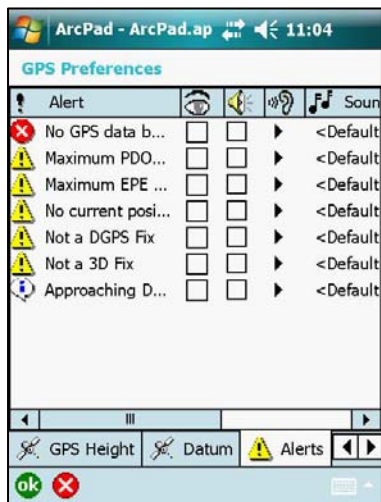 ArcPad - ArcPad.ap 11:04
GPS Preferences
Alert Soun
No GPS data b... <Default
Maximum PDO... <Default
Maximum EPE ... <Default
No current posi... <Default
Not a DGPS Fix <Default
Not a 3D Fix <Default
Approaching D... <Default
GPS Height Datum Alerts
ok